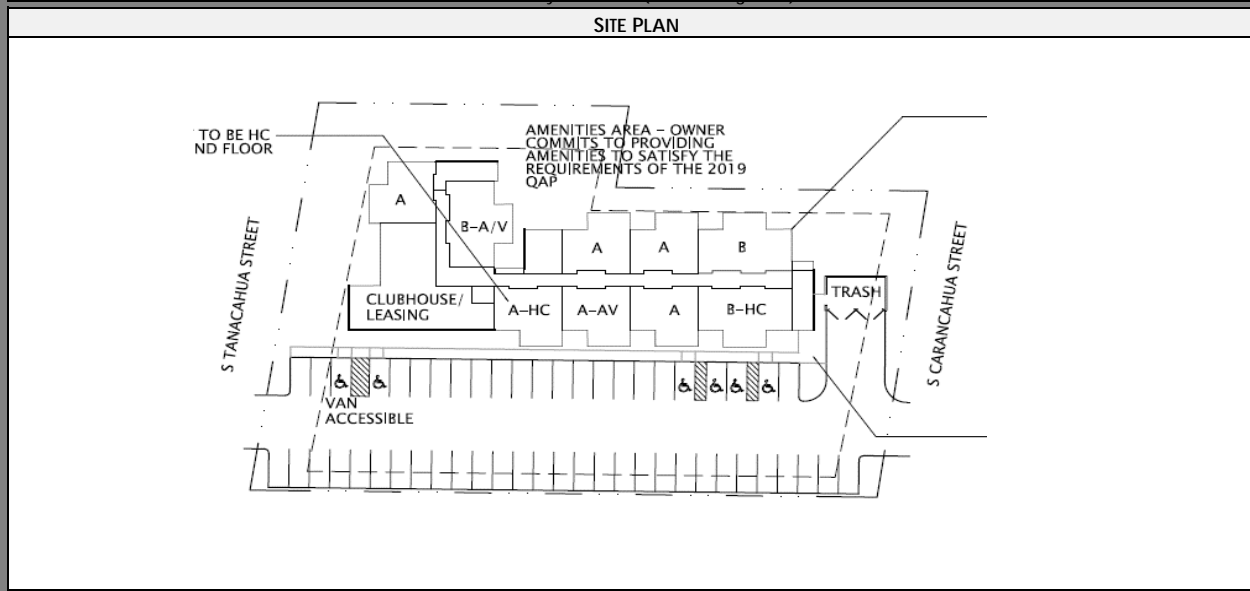 SITE PLAN
TO BE HC
ND FLOOR
AMENITIES AREA – OWNER
COMMITS TO PROVIDING
AMENITIES TO SATISFY THE
REQUIREMENTS OF THE 2019
QAP
A
B-A/V
A
A
B
S TANACAHUA STREET
S CARANCAHUA STREET
CLUBHOUSE/
LEASING
A-HC
A-AV
A
B-HC
TRASH
VAN
ACCESSIBLE